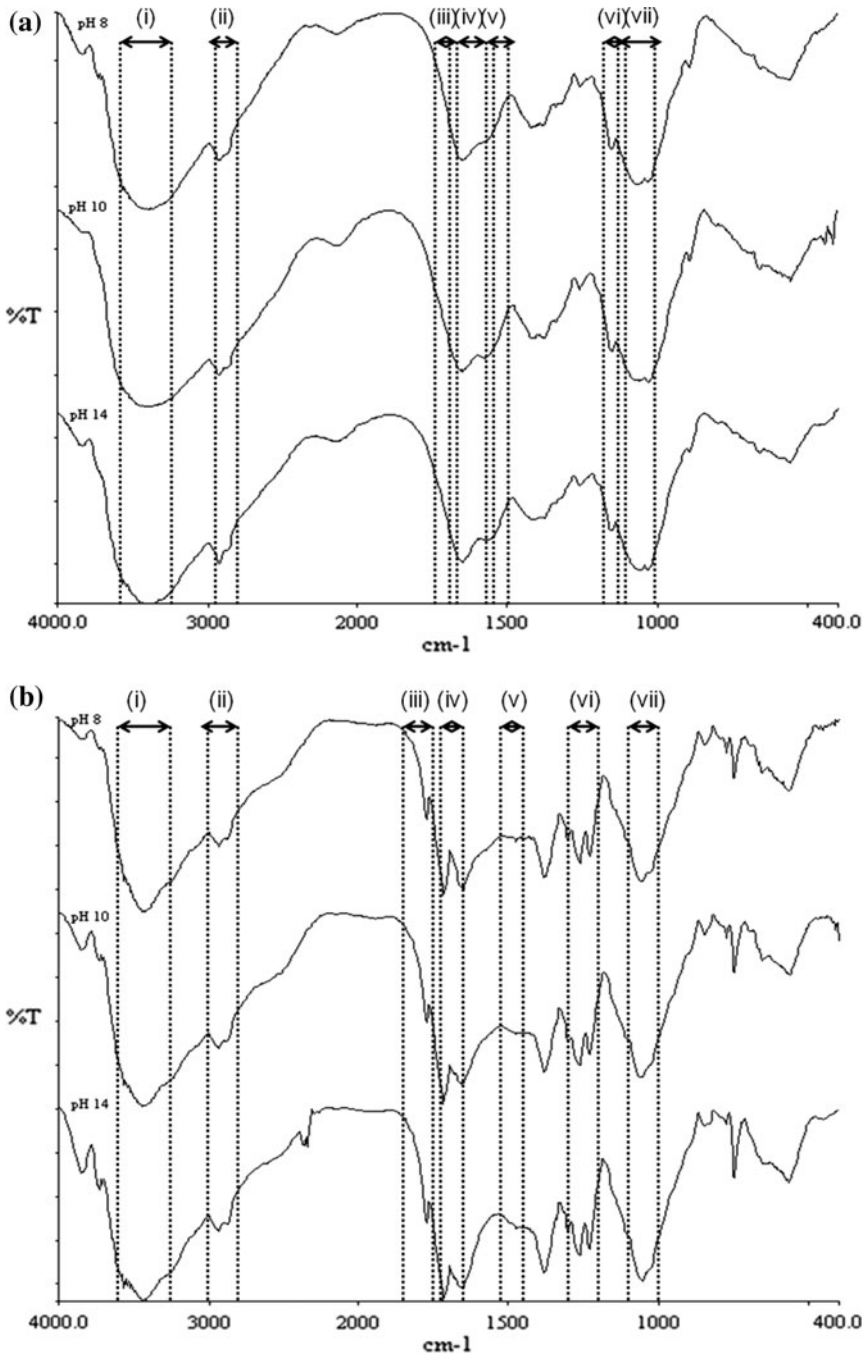 (a)
pH 8
(i)
(ii)
(iii)
(iv)
(v)
(vi)
(vii)
pH 10
%T
pH 14
4000.0
3000
2000
1500
1000
400.0
cm-1
(b)
(i)
(ii)
(iii)
(iv)
(v)
(vi)
(vii)
pH 8
pH 10
%T
pH 14
4000.0
3000
2000
1500
1000
400.0
cm-1